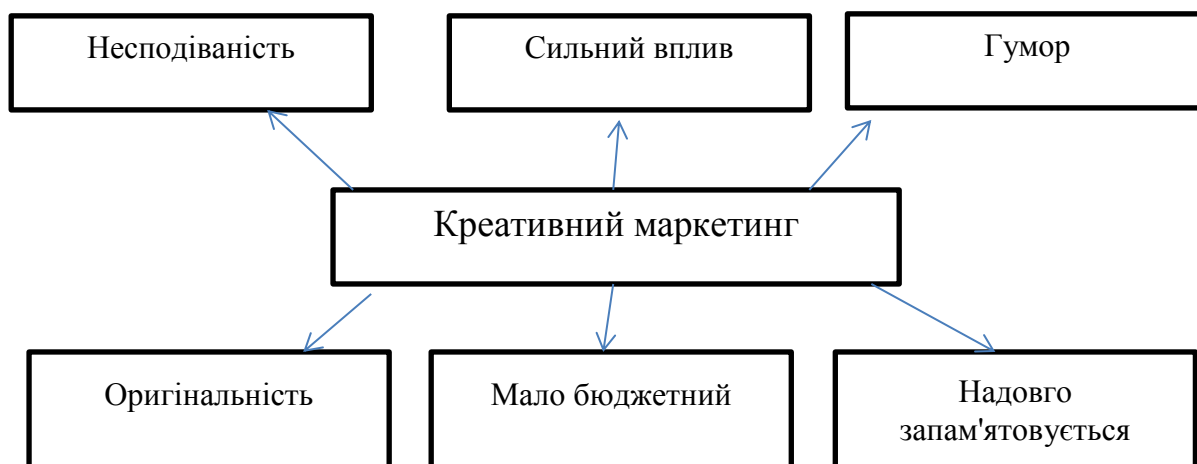 Несподіваність
Сильний вплив
Гумор
Креативний маркетинг
Оригінальність
Мало бюджетний
Надовго
запам'ятовується